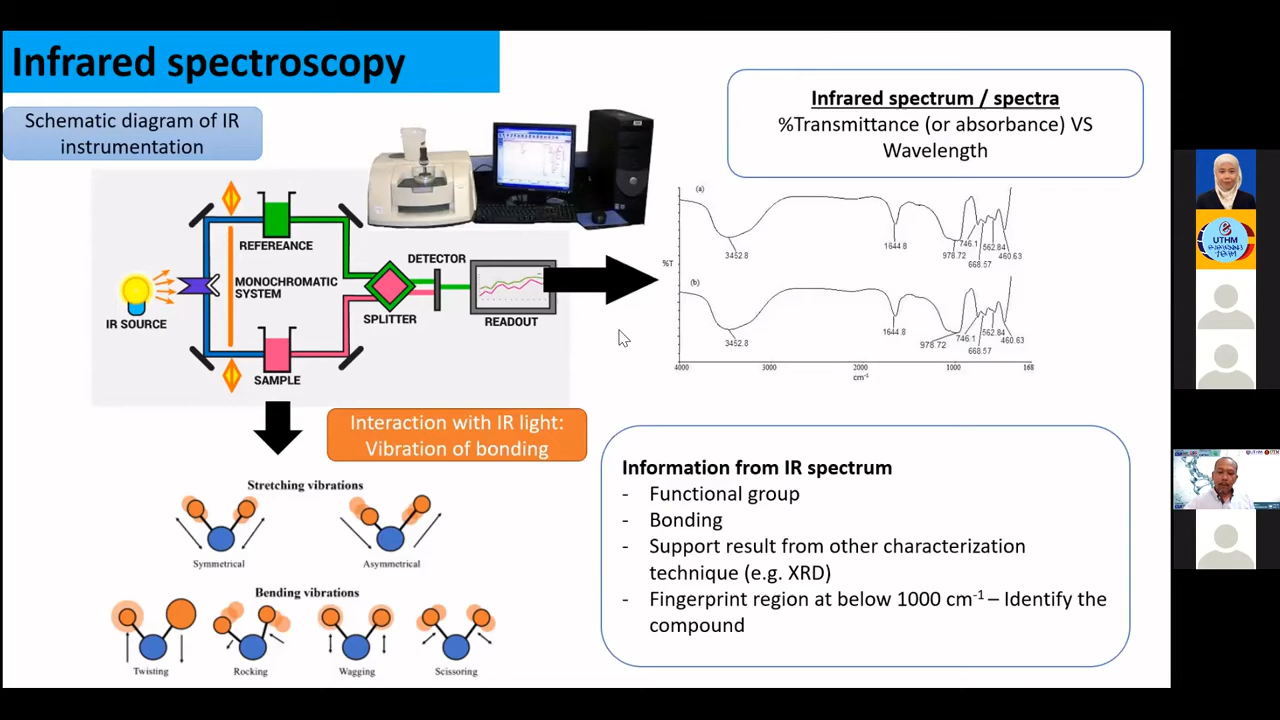 Infrared spectroscopy
Schematic diagram of IR
instrumentation
REFEREANCE
MONOCHROMATIC
SYSTEM
IR SOURCE
SAMPLE
DETECTOR
SPLITTER
READOUT
Infrared spectrum / spectra
%Transmittance (or absorbance) VS
Wavelength
(a)
3452.8
1644.8
978.72
746.1
668.57
562.84
460.63
%T
(b)
3452.8
1644.8
978.72
746.1
668.57
562.84
460.63
4000
3000
2000
1000
168
cm-1
Interaction with IR light:
Vibration of bonding
Stretching vibrations
Symmetrical
Asymmetrical
Bending vibrations
Twisting
Rocking
Wagging
Scissoring
Information from IR spectrum
- Functional group
- Bonding
- Support result from other characterization
technique (e.g. XRD)
- Fingerprint region at below 1000 cm-1 – Identify the
compound
UTHM